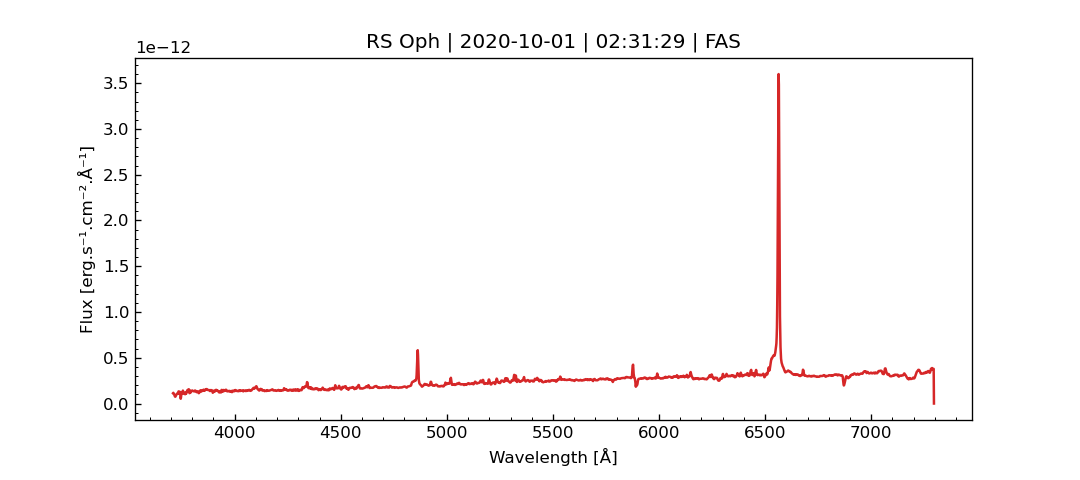 RS Oph | 2020-10-01 | 02:31:29 | FAS
1e−12
3.5
3.0
2.5
2.0
1.5
1.0
0.5
0.0
Flux [erg.s⁻¹.cm⁻².Å⁻¹]
4000 4500 5000 5500 6000 6500 7000
Wavelength [Å]